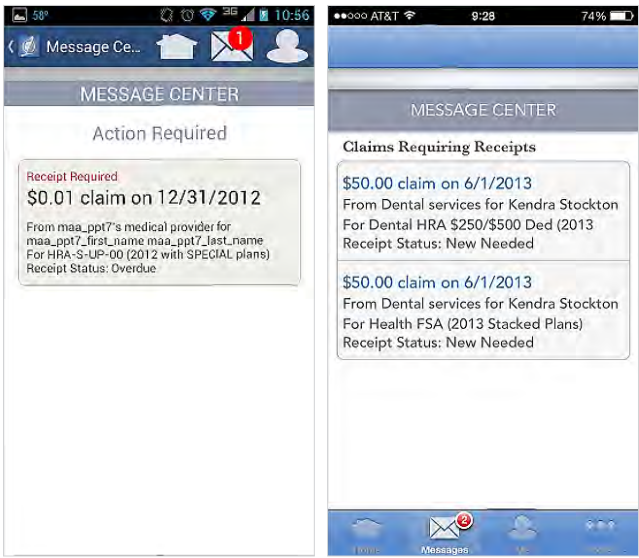 58°
3G
10:56
Message Ce...
1
MESSAGE CENTER
Action Required
Receipt Required
$0.01 claim on 12/31/2012
From maa_ppt7's medical provider for
maa_ppt7_first_name maa_ppt7_last_name
For HRA-S-UP-00 (2012 with SPECIAL plans)
Receipt Status: Overdue
AT&T
9:28
74%
MESSAGE CENTER
Claims Requiring Receipts
$50.00 claim on 6/1/2013
From Dental services for Kendra Stockton
For Dental HRA $250/$500 Ded (2013
Receipt Status: New Needed
$50.00 claim on 6/1/2013
From Dental services for Kendra Stockton
For Health FSA (2013 Stacked Plans)
Receipt Status: New Needed
2
Home
Messages
Me